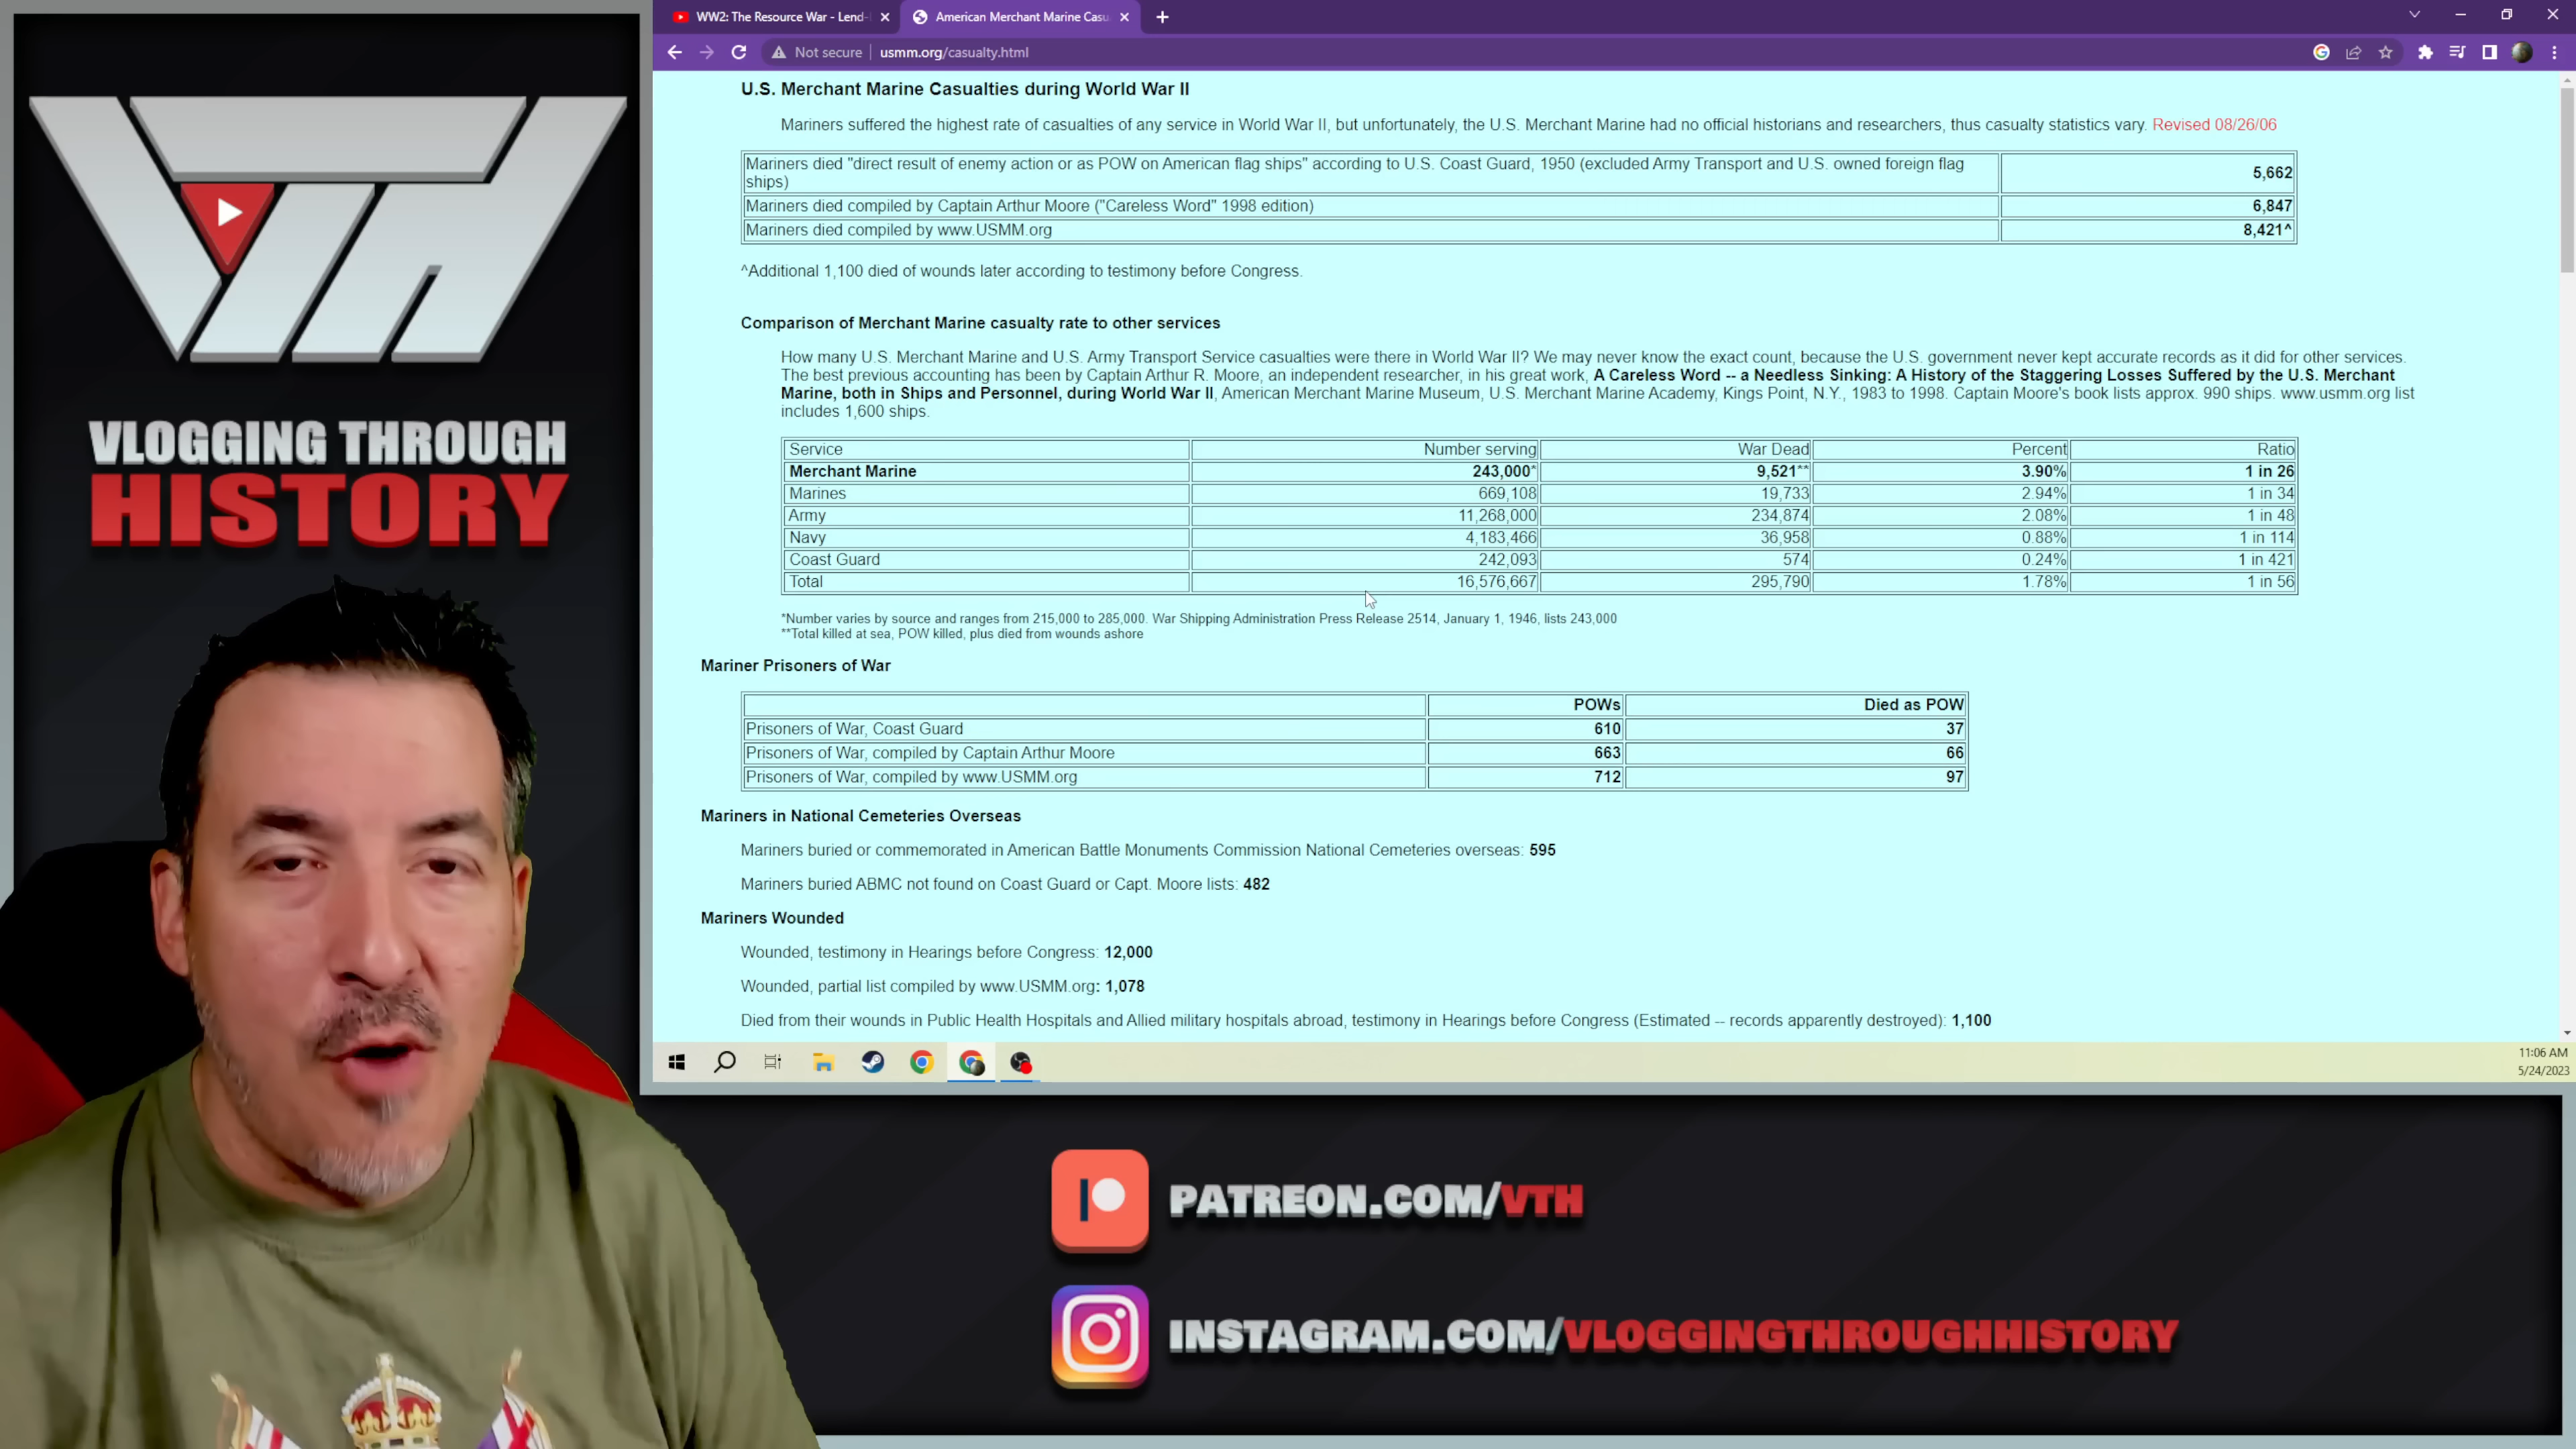 VTH
VLOGGING THROUGH
HISTORY
WW2: The Resource War - Lend-
American Merchant Marine Casu
Not secure
usmm.org/casualty.html
U.S. Merchant Marine Casualties during World War II
Mariners suffered the highest rate of casualties of any service in World War II, but unfortunately, the U.S. Merchant Marine had no official historians and researchers, thus casualty statistics vary. Revised 08/26/06
Mariners died "direct result of enemy action or as POW on American flag ships" according to U.S. Coast Guard, 1950 (excluded Army Transport and U.S. owned foreign flag
ships) 5,662
Mariners died compiled by Captain Arthur Moore ("Careless Word" 1998 edition) 6,847
Mariners died compiled by www.USMM.org 8,421^
^Additional 1,100 died of wounds later according to testimony before Congress.
Comparison of Merchant Marine casualty rate to other services
How many U.S. Merchant Marine and U.S. Army Transport Service casualties were there in World War II? We may never know the exact count, because the U.S. government never kept accurate records as it did for other services.
The best previous accounting has been by Captain Arthur R. Moore, an independent researcher, in his great work, A Careless Word -- a Needless Sinking: A History of the Staggering Losses Suffered by the U.S. Merchant
Marine, both in Ships and Personnel, during World War II, American Merchant Marine Museum, U.S. Merchant Marine Academy, Kings Point, N.Y., 1983 to 1998. Captain Moore's book lists approx. 990 ships. www.usmm.org list
includes 1,600 ships.
Service Number serving War Dead Percent Ratio
Merchant Marine 243,000* 9,521** 3.90% 1 in 26
Marines 669,108 19,733 2.94% 1 in 34
Army 11,268,000 234,874 2.08% 1 in 48
Navy 4,183,466 36,958 0.88% 1 in 114
Coast Guard 242,093 574 0.24% 1 in 421
Total 16,576,667 295,790 1.78% 1 in 56
*Number varies by source and ranges from 215,000 to 285,000. War Shipping Administration Press Release 2514, January 1, 1946, lists 243,000
**Total killed at sea, POW killed, plus died from wounds ashore
Mariner Prisoners of War
POWs Died as POW
Prisoners of War, Coast Guard 610 37
Prisoners of War, compiled by Captain Arthur Moore 663 66
Prisoners of War, compiled by www.USMM.org 712 97
Mariners in National Cemeteries Overseas
Mariners buried or commemorated in American Battle Monuments Commission National Cemeteries overseas: 595
Mariners buried ABMC not found on Coast Guard or Capt. Moore lists: 482
Mariners Wounded
Wounded, testimony in Hearings before Congress: 12,000
Wounded, partial list compiled by www.USMM.org: 1,078
Died from their wounds in Public Health Hospitals and Allied military hospitals abroad, testimony in Hearings before Congress (Estimated -- records apparently destroyed): 1,100
11:06 AM
5/24/2023
PATREON.COM/VTH
INSTAGRAM.COM/VLOGGINGTHROUGHHISTORY